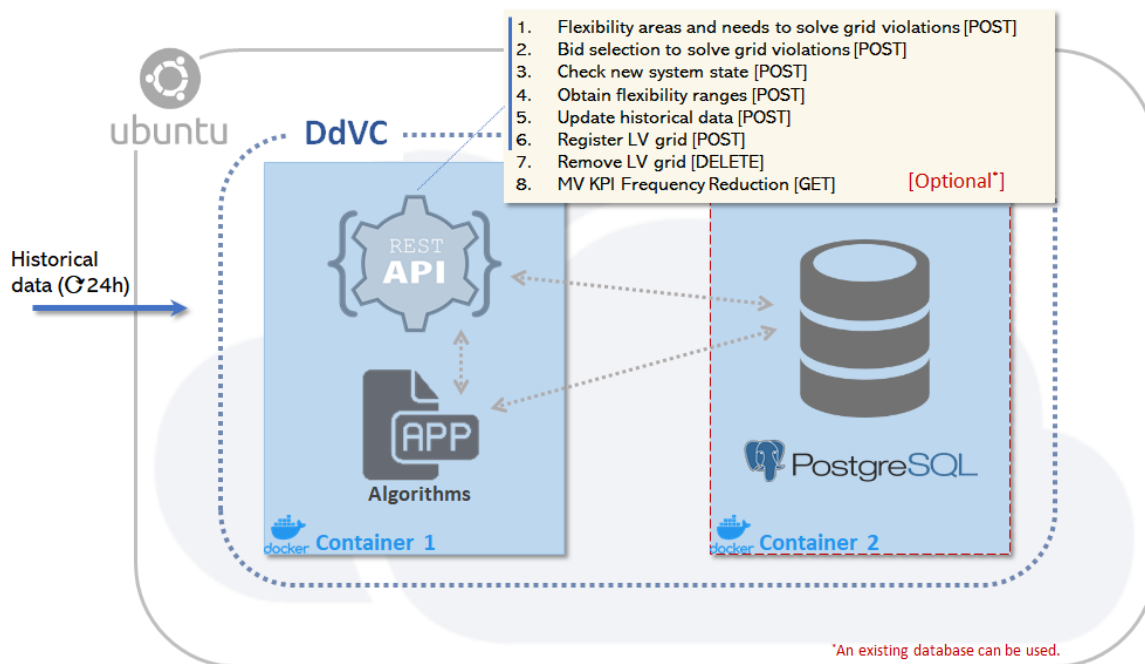 1. Flexibility areas and needs to solve grid violations [POST]
2. Bid selection to solve grid violations [POST]
3. Check new system state [POST]
4. Obtain flexibility ranges [POST]
5. Update historical data [POST]
6. Register LV grid [POST]
7. Remove LV grid [DELETE]
8. MV KPI Frequency Reduction [GET]
[Optional*]
ubuntu
DdVC
REST
API
Historical
data (⟳24h)
APP
Algorithms
PostgreSQL
docker Container 1
docker Container 2
*An existing database can be used.